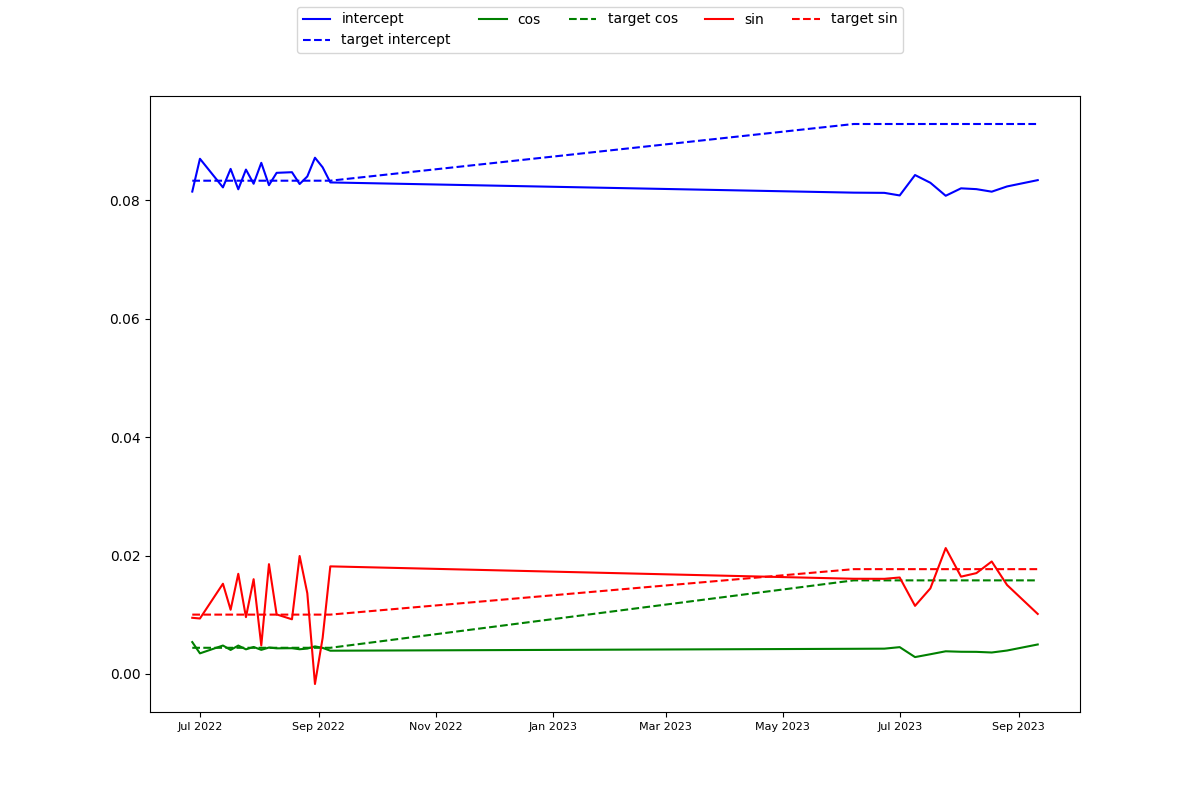 intercept cos target cos sin target sin
target intercept
0.08
0.06
0.04
0.02
0.00
Jul 2022 Sep 2022 Nov 2022 Jan 2023 Mar 2023 May 2023 Jul 2023 Sep 2023